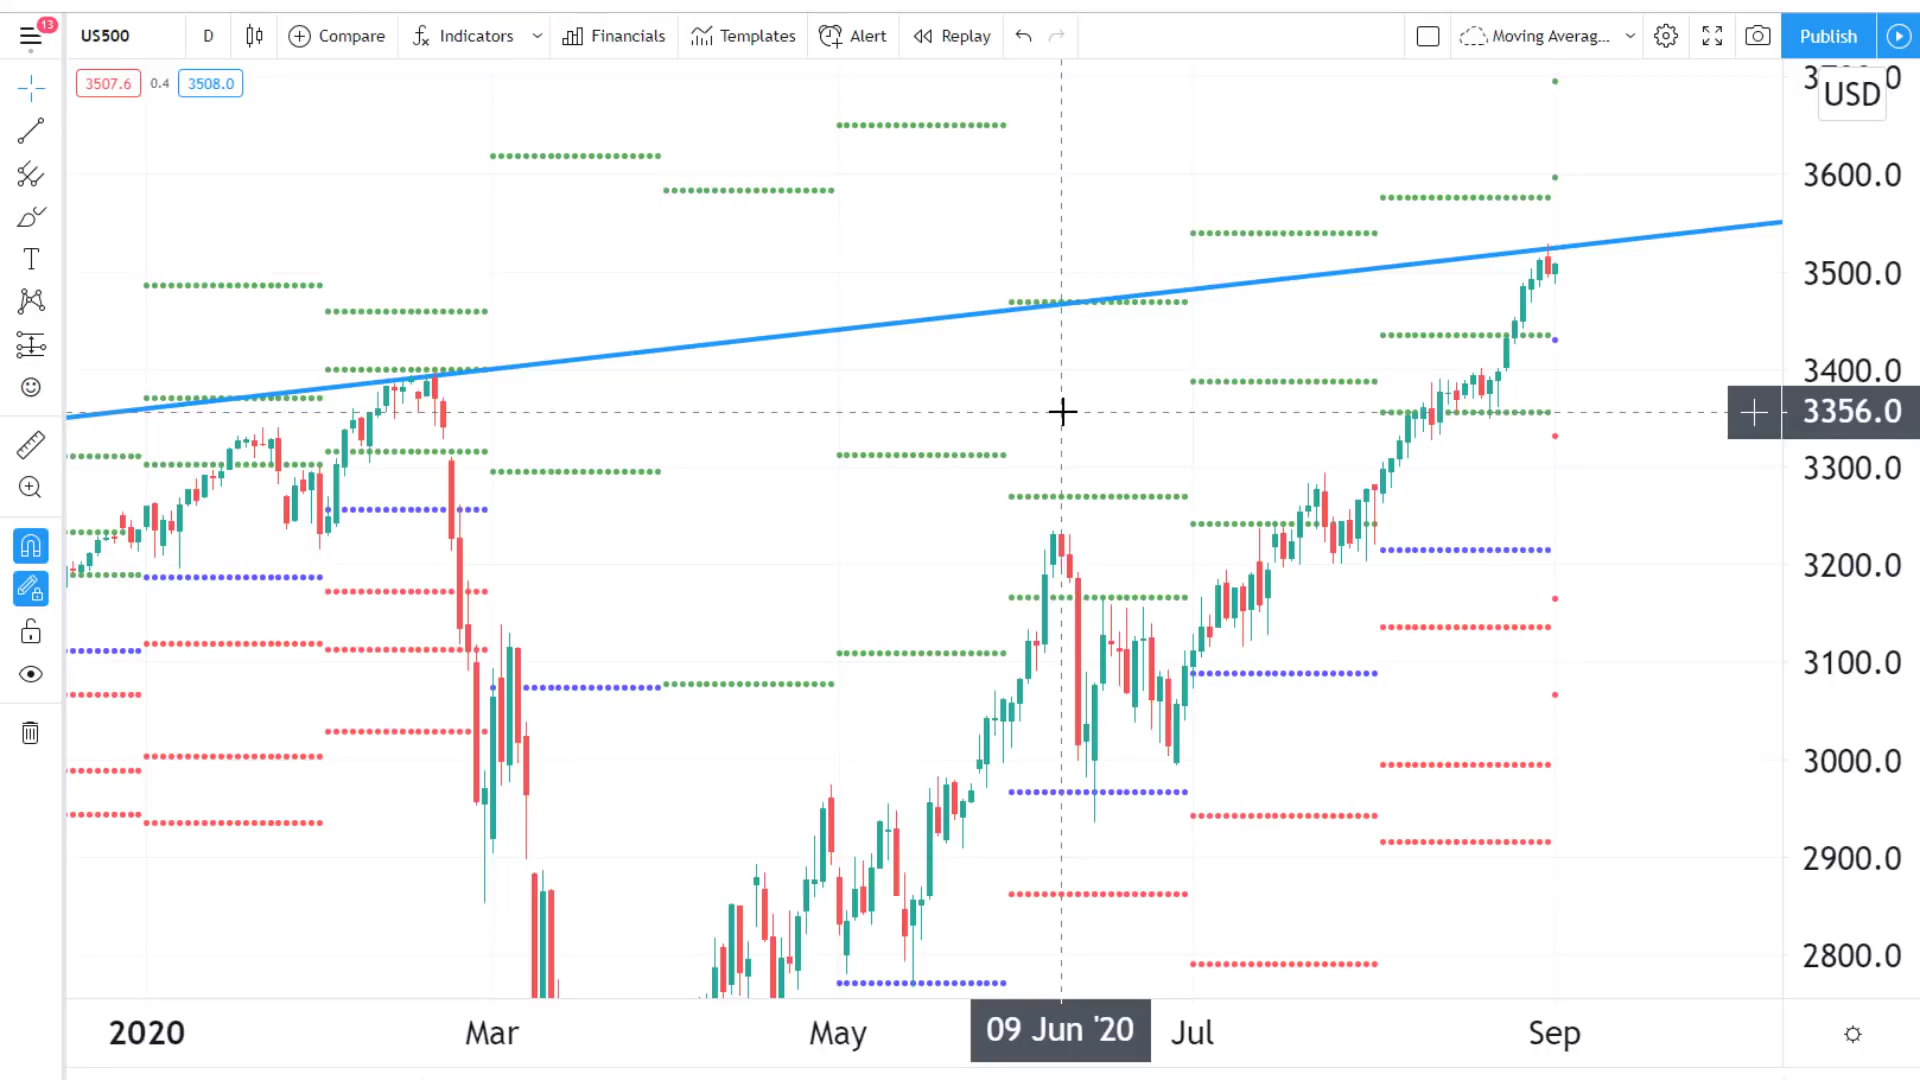 13
US500 D Compare Indicators Financials Templates Alert Replay Moving Averag... Publish
3507.6 0.4 3508.0
USD
3600.0
3500.0
3400.0
3356.0
3300.0
3200.0
3100.0
3000.0
2900.0
2800.0
2020 Mar May 09 Jun '20 Jul Sep